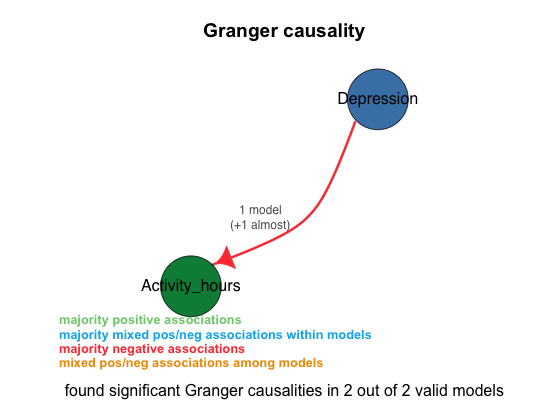 Granger causality
Depression
1 model
(+1 almost)
Activity_hours
majority positive associations
majority mixed pos/neg associations within models
majority negative associations
mixed pos/neg associations among models
found significant Granger causalities in 2 out of 2 valid models